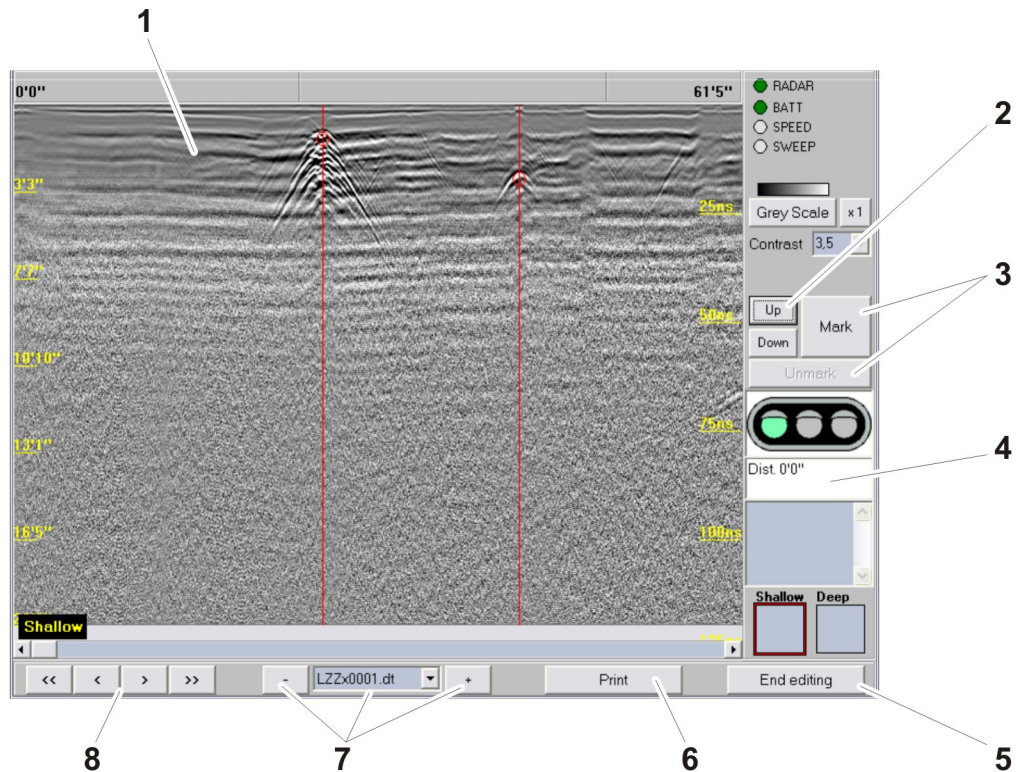 1
0'0"
61'5"
RADAR
BATT
SPEED
SWEEP
2
3'3"
25ns
Grey Scale
x1
Contrast
3,5
7'7"
3
Up
Mark
50ns
Down
10'10"
Unmark
75ns
13'1"
4
Dist. 0'0"
16'5"
100ns
Shallow
Deep
Shallow
<<
<
>
>>
-
LZZx0001.dt
+
Print
End editing
8
7
6
5